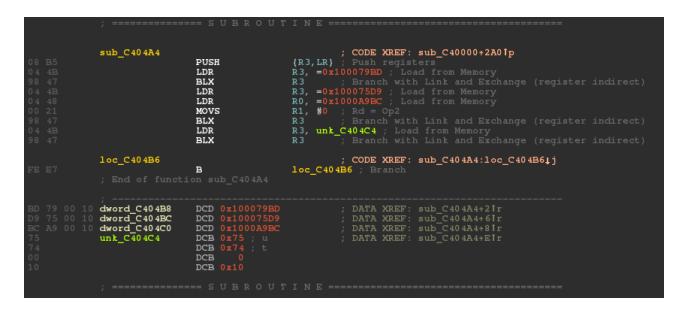 ; =============== S U B R O U T I N E =======================================
sub_C404A4 ; CODE XREF: sub_C40000+2A0↑p
08 B5 PUSH {R3,LR} ; Push registers
04 4B LDR R3, =0x100079BD ; Load from Memory
98 47 BLX R3 ; Branch with Link and Exchange (register indirect)
04 4B LDR R3, =0x100075D9 ; Load from Memory
04 48 LDR R0, =0x1000A9BC ; Load from Memory
00 21 MOVS R1, #0 ; Rd = Op2
98 47 BLX R3 ; Branch with Link and Exchange (register indirect)
04 4B LDR R3, unk_C404C4 ; Load from Memory
98 47 BLX R3 ; Branch with Link and Exchange (register indirect)
loc_C404B6 ; CODE XREF: sub_C404A4:loc_C404B6↓j
FE E7 B loc_C404B6 ; Branch
; End of function sub_C404A4
; ---------------------------------------------------------------------------
BD 79 00 10 dword_C404B8 DCD 0x100079BD ; DATA XREF: sub_C404A4+2↑r
D9 75 00 10 dword_C404BC DCD 0x100075D9 ; DATA XREF: sub_C404A4+6↑r
BC A9 00 10 dword_C404C0 DCD 0x1000A9BC ; DATA XREF: sub_C404A4+8↑r
75 unk_C404C4 DCB 0x75 ; u ; DATA XREF: sub_C404A4+E↑r
74 DCB 0x74 ; t
00 DCB 0
10 DCB 0x10
; =============== S U B R O U T I N E =======================================